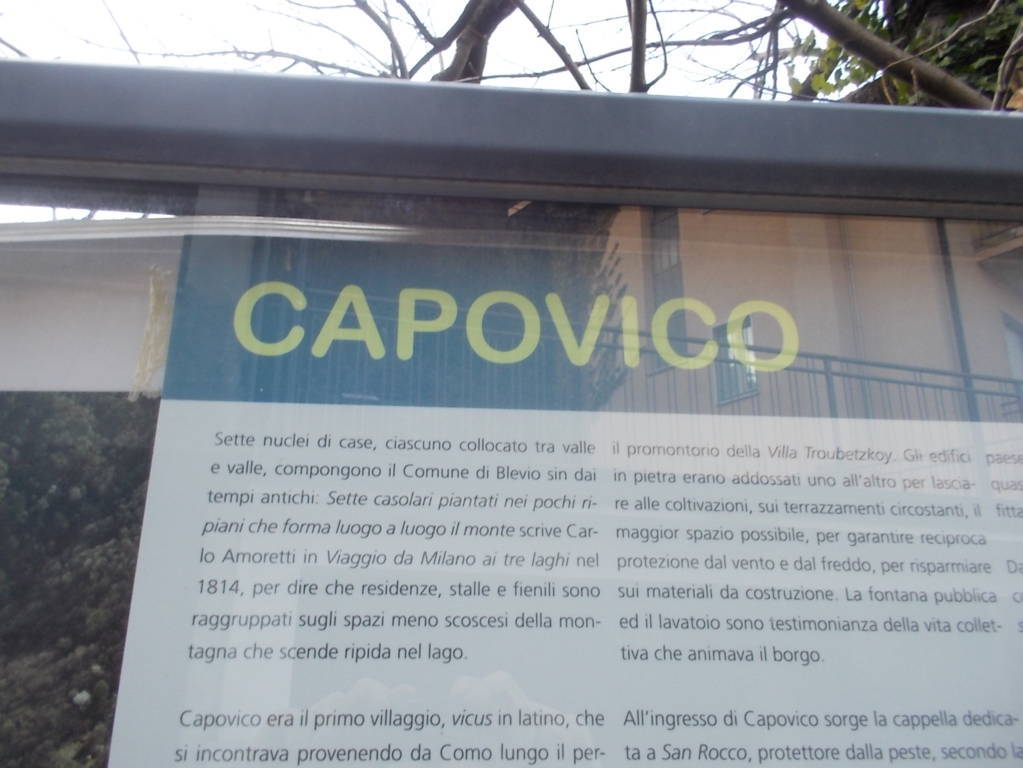 CAPOVICO
Sette nuclei di case, ciascuno collocato tra valle
e valle, compongono il Comune di Blevio sin dai
tempi antichi: Sette casolari piantati nei pochi ri-
piani che forma luogo a luogo il monte scrive Car-
lo Amoretti in Viaggio da Milano ai tre laghi nel
1814, per dire che residenze, stalle e fienili sono
raggruppati sugli spazi meno scoscesi della mon-
tagna che scende ripida nel lago.
Capovico era il primo villaggio, vicus in latino, che
si incontrava provenendo da Como lungo il per-
il promontorio della Villa Troubetzkoy. Gli edifici
in pietra erano addossati uno all'altro per lascia-
re alle coltivazioni, sui terrazzamenti circostanti, il
maggior spazio possibile, per garantire reciproca
protezione dal vento e dal freddo, per risparmiare
sui materiali da costruzione. La fontana pubblica
ed il lavatoio sono testimonianza della vita collet-
tiva che animava il borgo.
All'ingresso di Capovico sorge la cappella dedica-
ta a San Rocco, protettore dalla peste, secondo la
paese
quas
fitta
Da